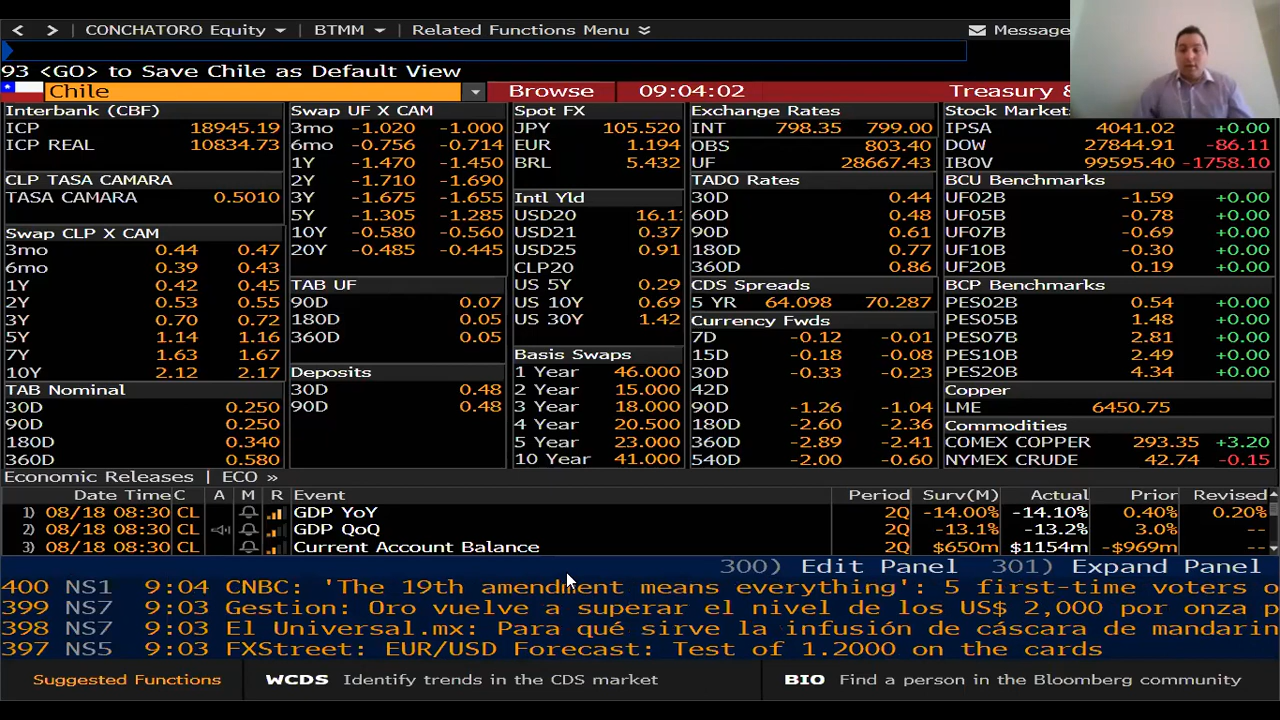 < > CONCHATORO Equity BTMM Related Functions Menu Message
93 <GO> to Save Chile as Default View
Chile Browse 09:04:02 Treasury &
Interbank (CBF)
ICP 18945.19
ICP REAL 10834.73
CLP TASA CAMARA
TASA CAMARA 0.5010
Swap CLP X CAM
3mo 0.44 0.47
6mo 0.39 0.43
1Y 0.42 0.45
2Y 0.53 0.55
3Y 0.70 0.72
5Y 1.14 1.16
7Y 1.63 1.67
10Y 2.12 2.17
TAB Nominal
30D 0.250
90D 0.250
180D 0.340
360D 0.580
Swap UF X CAM
3mo -1.020 -1.000
6mo -0.756 -0.714
1Y -1.470 -1.450
2Y -1.710 -1.690
3Y -1.675 -1.655
5Y -1.305 -1.285
10Y -0.580 -0.560
20Y -0.485 -0.445
TAB UF
90D 0.07
180D 0.05
360D 0.05
Deposits
30D 0.48
90D 0.48
Spot FX
JPY 105.520
EUR 1.194
BRL 5.432
Intl Yld
USD20 16.1
USD21 0.37
USD25 0.91
CLP20
US 5Y 0.29
US 10Y 0.69
US 30Y 1.42
Basis Swaps
1 Year 46.000
2 Year 15.000
3 Year 18.000
4 Year 20.500
5 Year 23.000
10 Year 41.000
Exchange Rates
INT 798.35 799.00
OBS 803.40
UF 28667.43
TADO Rates
30D 0.44
60D 0.48
90D 0.61
180D 0.77
360D 0.86
CDS Spreads
5 YR 64.098 70.287
Currency Fwds
7D -0.12 -0.01
15D -0.18 -0.08
30D -0.33 -0.23
42D
90D -1.26 -1.04
180D -2.60 -2.36
360D -2.89 -2.41
540D -2.00 -0.60
Stock Market
IPSA 4041.02 +0.00
DOW 27844.91 -86.11
IBOV 99595.40 -1758.10
BCU Benchmarks
UF02B -1.59 +0.00
UF05B -0.78 +0.00
UF07B -0.69 +0.00
UF10B -0.30 +0.00
UF20B 0.19 +0.00
BCP Benchmarks
PES02B 0.54 +0.00
PES05B 1.48 +0.00
PES07B 2.81 +0.00
PES10B 2.49 +0.00
PES20B 4.34 +0.00
Copper
LME 6450.75
Commodities
COMEX COPPER 293.35 +3.20
NYMEX CRUDE 42.74 -0.15
Economic Releases | ECO »
Date Time C A M R Event Period Surv(M) Actual Prior Revised
1) 08/18 08:30 CL GDP YoY 2Q -14.00% -14.10% 0.40% 0.20%
2) 08/18 08:30 CL GDP QoQ 2Q -13.1% -13.2% 3.0% --
3) 08/18 08:30 CL Current Account Balance 2Q $650m $1154m -$969m --
300) Edit Panel 301) Expand Panel
400 NS1 9:04 CNBC: 'The 19th amendment means everything': 5 first-time voters o
399 NS7 9:03 Gestion: Oro vuelve a superar el nivel de los US$ 2,000 por onza p
398 NS7 9:03 El Universal.mx: Para qué sirve la infusión de cáscara de mandarin
397 NS5 9:03 FXStreet: EUR/USD Forecast: Test of 1.2000 on the cards
Suggested Functions WCDS Identify trends in the CDS market BIO Find a person in the Bloomberg community